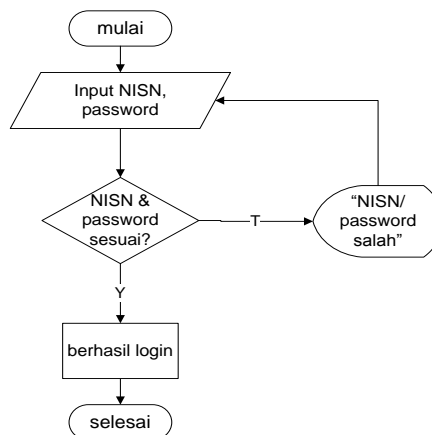 mulai
Input NISN,
password
NISN &
password
sesuai?
T
“NISN/
password
salah”
Y
berhasil login
selesai